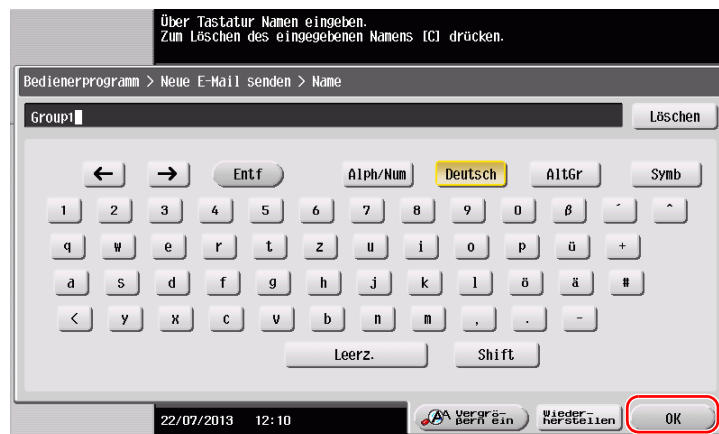 Über Tastatur Namen eingeben.
Zum Löschen des eingegebenen Namens [C] drücken.
Bedienerprogramm > Neue E-Mail senden > Name
Group1
Löschen
← → Entf Alph/Num Deutsch AltGr Symb
1 2 3 4 5 6 7 8 9 0 ß ´ ^
q w e r t z u i o p ü +
a s d f g h j k l ö ä #
< y x c v b n m , . -
Leerz. Shift
22/07/2013 12:10
Vergrö-
ßern ein
Wieder-
herstellen
OK